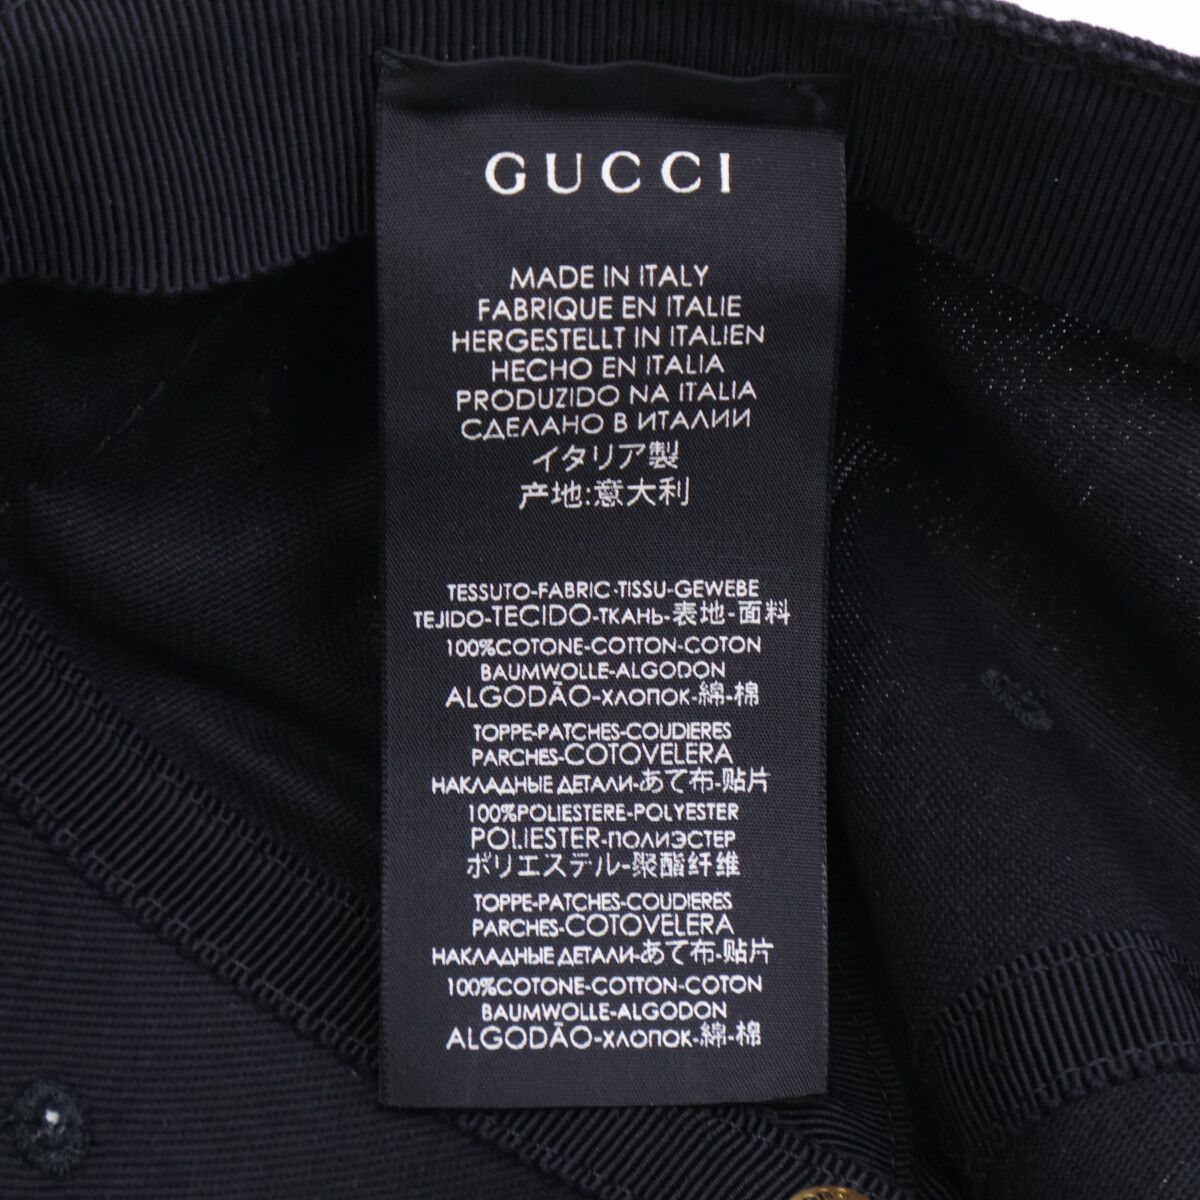 GUCCI
MADE IN ITALY
FABRIQUE EN ITALIE
HERGESTELLT IN ITALIEN
HECHO EN ITALIA
PRODUZIDO NA ITALIA
СДЕЛАНО В ИТАЛИИ
イタリア製
产地:意大利
TESSUTO-FABRIC-TISSU-GEWEBE
TEJIDO-TECIDO-ТКАНЬ-表地-面料
100%COTONE-COTTON-COTON
BAUMWOLLE-ALGODON
ALGODÃO-ХЛОПОК-綿-棉
TOPPE-PATCHES-COUDIERES
PARCHES-COTOVELERA
НАКЛАДНЫЕ ДЕТАЛИ-あて布-贴片
100%POLIESTERE-POLYESTER
POLIESTER-ПОЛИЭСТЕР
ポリエステル-聚酯纤维
TOPPE-PATCHES-COUDIERES
PARCHES-COTOVELERA
НАКЛАДНЫЕ ДЕТАЛИ-あて布-贴片
100%COTONE-COTTON-COTON
BAUMWOLLE-ALGODON
ALGODÃO-ХЛОПОК-綿-棉